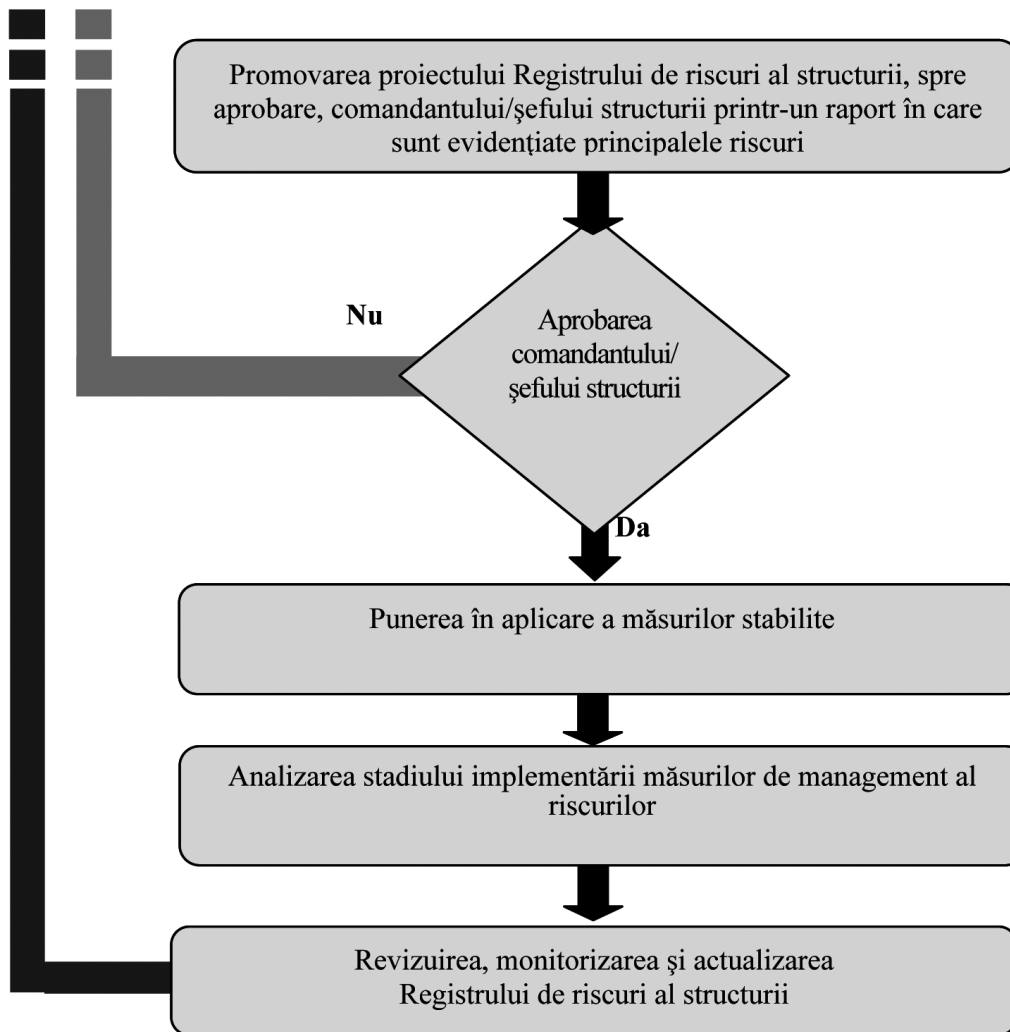 Promovarea proiectului Registrului de riscuri al structurii, spre
aprobare, comandantului/şefului structurii printr-un raport în care
sunt evidențiate principalele riscuri
Nu
Aprobarea
comandantului/
şefului structurii
Da
Punerea în aplicare a măsurilor stabilite
Analizarea stadiului implementării măsurilor de management al
riscurilor
Revizuirea, monitorizarea şi actualizarea
Registrului de riscuri al structurii